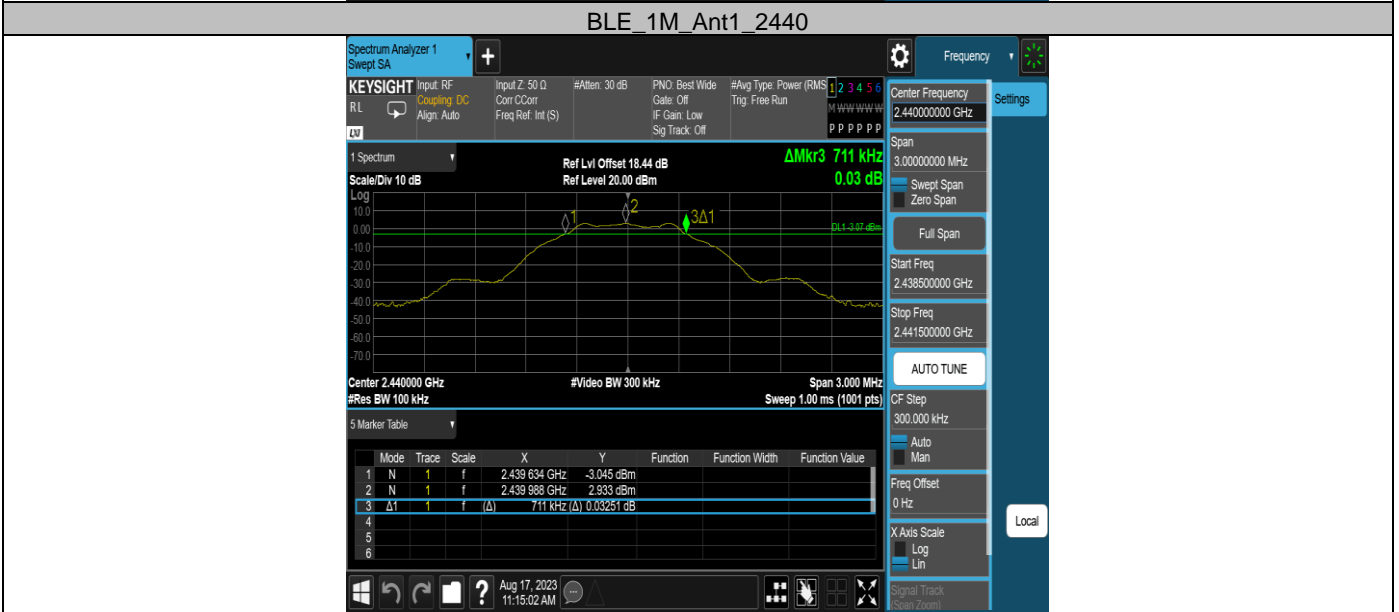 BLE_1M_Ant1_2440
Spectrum Analyzer 1
Swept SA
+
Frequency
KEYSIGHT Input: RF
RL Coupling: DC
Align: Auto
LXI
Input Z: 50 Ω
Corr CCorr
Freq Ref: Int (S)
#Atten: 30 dB
PNO: Best Wide
Gate: Off
IF Gain: Low
Sig Track: Off
#Avg Type: Power (RMS
Trig: Free Run
1 2 3 4 5 6
M W W W W W
P P P P P P
1 Spectrum
Scale/Div 10 dB
Ref Lvl Offset 18.44 dB
Ref Level 20.00 dBm
ΔMkr3 711 kHz
0.03 dB
Log
10.0
0.00
-10.0
-20.0
-30.0
-40.0
-50.0
-60.0
-70.0
1
2
3Δ1
DL1 -3.07 dBm
Center 2.440000 GHz
#Video BW 300 kHz
Span 3.000 MHz
#Res BW 100 kHz
Sweep 1.00 ms (1001 pts)
5 Marker Table
Mode Trace Scale X Y Function Function Width Function Value
1 N 1 f 2.439 634 GHz -3.045 dBm
2 N 1 f 2.439 988 GHz 2.933 dBm
3 Δ1 1 f (Δ) 711 kHz (Δ) 0.03251 dB
4
5
6
?
Aug 17, 2023
11:15:02 AM
Center Frequency
2.440000000 GHz
Settings
Span
3.00000000 MHz
Swept Span
Zero Span
Full Span
Start Freq
2.438500000 GHz
Stop Freq
2.441500000 GHz
AUTO TUNE
CF Step
300.000 kHz
Auto
Man
Freq Offset
0 Hz
X Axis Scale
Log
Lin
Local
Signal Track
(Span Zoom)